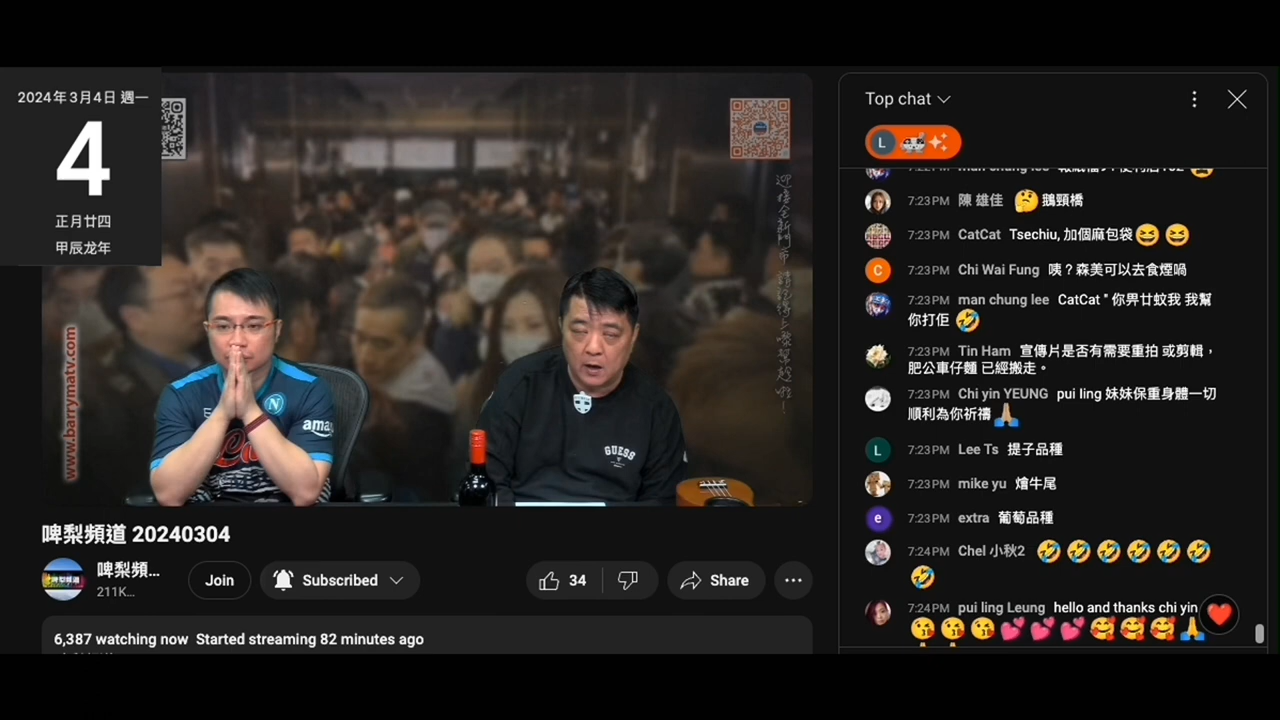 2024年3月4日 週一
4
正月廿四
甲辰龙年
www.barrymatv.com
N
ama
GUESS
啤梨頻道 20240304
啤梨頻道
啤梨頻...
211K...
Join
Subscribed
34
Share
6,387 watching now Started streaming 82 minutes ago
Top chat
L
7:23PM 陳 雄佳 🤔鵝頸橋
7:23PM CatCat Tsechiu, 加個麻包袋😆 😆
C
7:23PM Chi Wai Fung 咦？森美可以去食煙喎
7:23PM man chung lee CatCat " 你畀廿蚊我 我幫
你打佢 🤣
7:23PM Tin Ham 宣傳片是否有需要重拍 或剪輯，
肥公車仔麵 已經搬走。
7:23PM Chi yin YEUNG pui ling 妹妹保重身體一切
順利為你祈禱🙏🏽
L
7:23PM Lee Ts 提子品種
7:23PM mike yu 燴牛尾
e
7:23PM extra 葡萄品種
7:24PM Chel 小秋2 🤣 🤣 🤣 🤣 🤣 🤣
🤣
7:24PM pui ling Leung hello and thanks chi yin
😘 😘 😘 💕 💕 💕 🥰 🥰 🥰 🙏